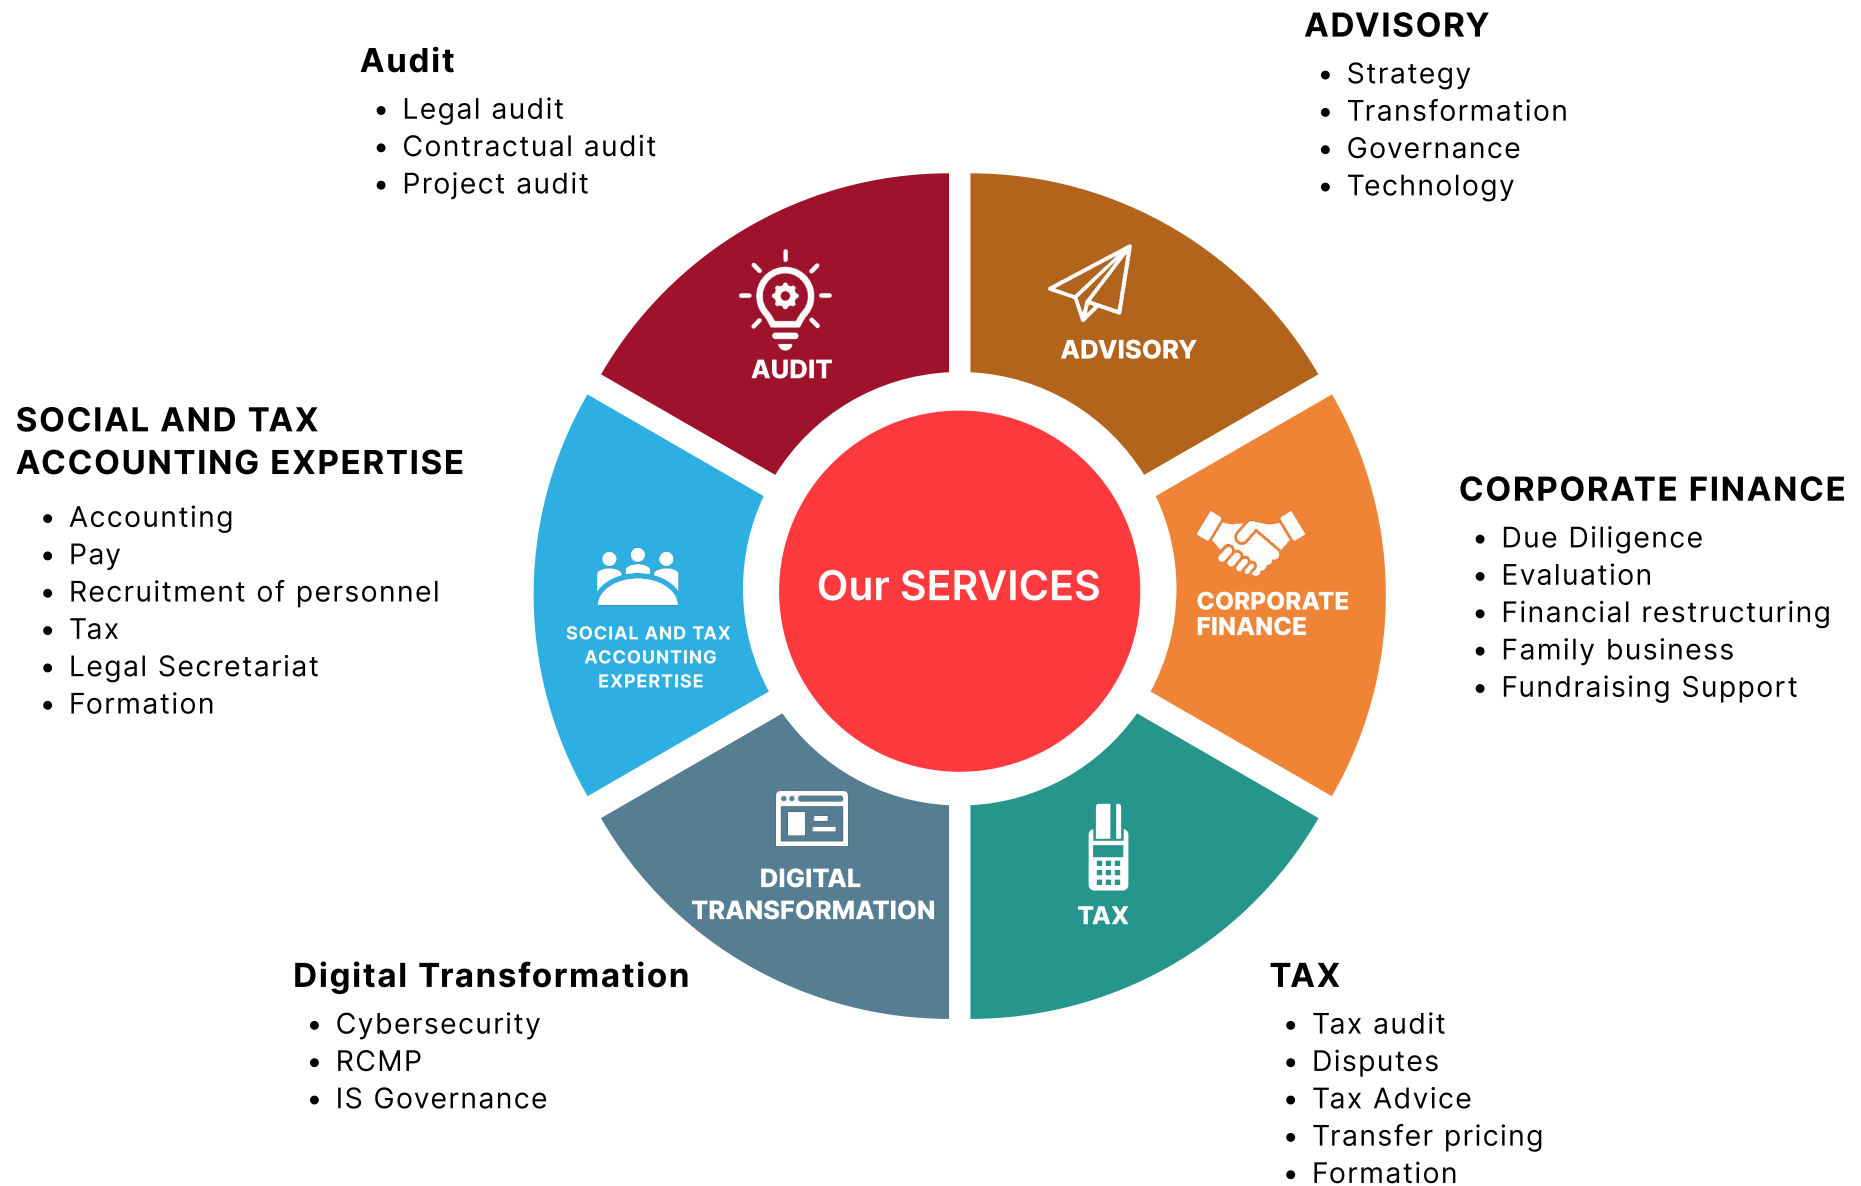 Audit
• Legal audit
• Contractual audit
• Project audit
ADVISORY
• Strategy
• Transformation
• Governance
• Technology
AUDIT
ADVISORY
SOCIAL AND TAX
ACCOUNTING EXPERTISE
• Accounting
• Pay
• Recruitment of personnel
• Tax
• Legal Secretariat
• Formation
SOCIAL AND TAX
ACCOUNTING
EXPERTISE
Our SERVICES
CORPORATE
FINANCE
CORPORATE FINANCE
• Due Diligence
• Evaluation
• Financial restructuring
• Family business
• Fundraising Support
DIGITAL
TRANSFORMATION
TAX
Digital Transformation
• Cybersecurity
• RCMP
• IS Governance
TAX
• Tax audit
• Disputes
• Tax Advice
• Transfer pricing
• Formation